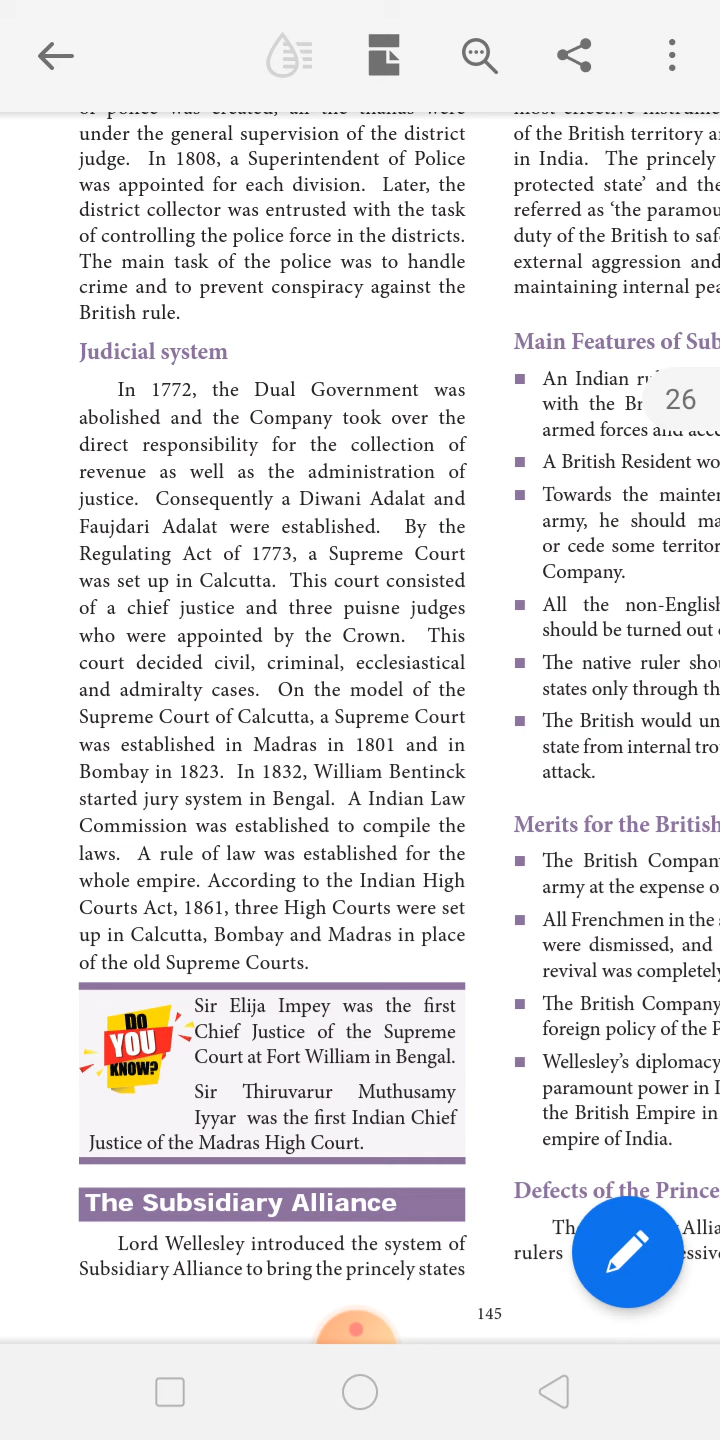 of police was created, all the thanas were
under the general supervision of the district
judge. In 1808, a Superintendent of Police
was appointed for each division. Later, the
district collector was entrusted with the task
of controlling the police force in the districts.
The main task of the police was to handle
crime and to prevent conspiracy against the
British rule.
Judicial system
In 1772, the Dual Government was
abolished and the Company took over the
direct responsibility for the collection of
revenue as well as the administration of
justice. Consequently a Diwani Adalat and
Faujdari Adalat were established. By the
Regulating Act of 1773, a Supreme Court
was set up in Calcutta. This court consisted
of a chief justice and three puisne judges
who were appointed by the Crown. This
court decided civil, criminal, ecclesiastical
and admiralty cases. On the model of the
Supreme Court of Calcutta, a Supreme Court
was established in Madras in 1801 and in
Bombay in 1823. In 1832, William Bentinck
started jury system in Bengal. A Indian Law
Commission was established to compile the
laws. A rule of law was established for the
whole empire. According to the Indian High
Courts Act, 1861, three High Courts were set
up in Calcutta, Bombay and Madras in place
of the old Supreme Courts.
DO
YOU
KNOW?
Sir Elija Impey was the first
Chief Justice of the Supreme
Court at Fort William in Bengal.
Sir Thiruvarur Muthusamy
Iyyar was the first Indian Chief
Justice of the Madras High Court.
The Subsidiary Alliance
Lord Wellesley introduced the system of
Subsidiary Alliance to bring the princely states
most effective
of the British territory
in India. The princely
protected state' and the
referred as 'the
duty of the British to
external aggression and
maintaining internal
Main Features of
An Indian
with the
armed forces and
A British Resident
Towards the
army, he should
or cede some
Company.
All the non-English
should be turned out
The native ruler
states only through
The British would
state from internal
attack.
Merits for the British
The British Company
army at the expense
All Frenchmen in the
were dismissed, and
revival was completely
The British Company
foreign policy of the
Wellesley's diplomacy
paramount power in
the British Empire in
empire of India.
Defects of the
rulers
26
145